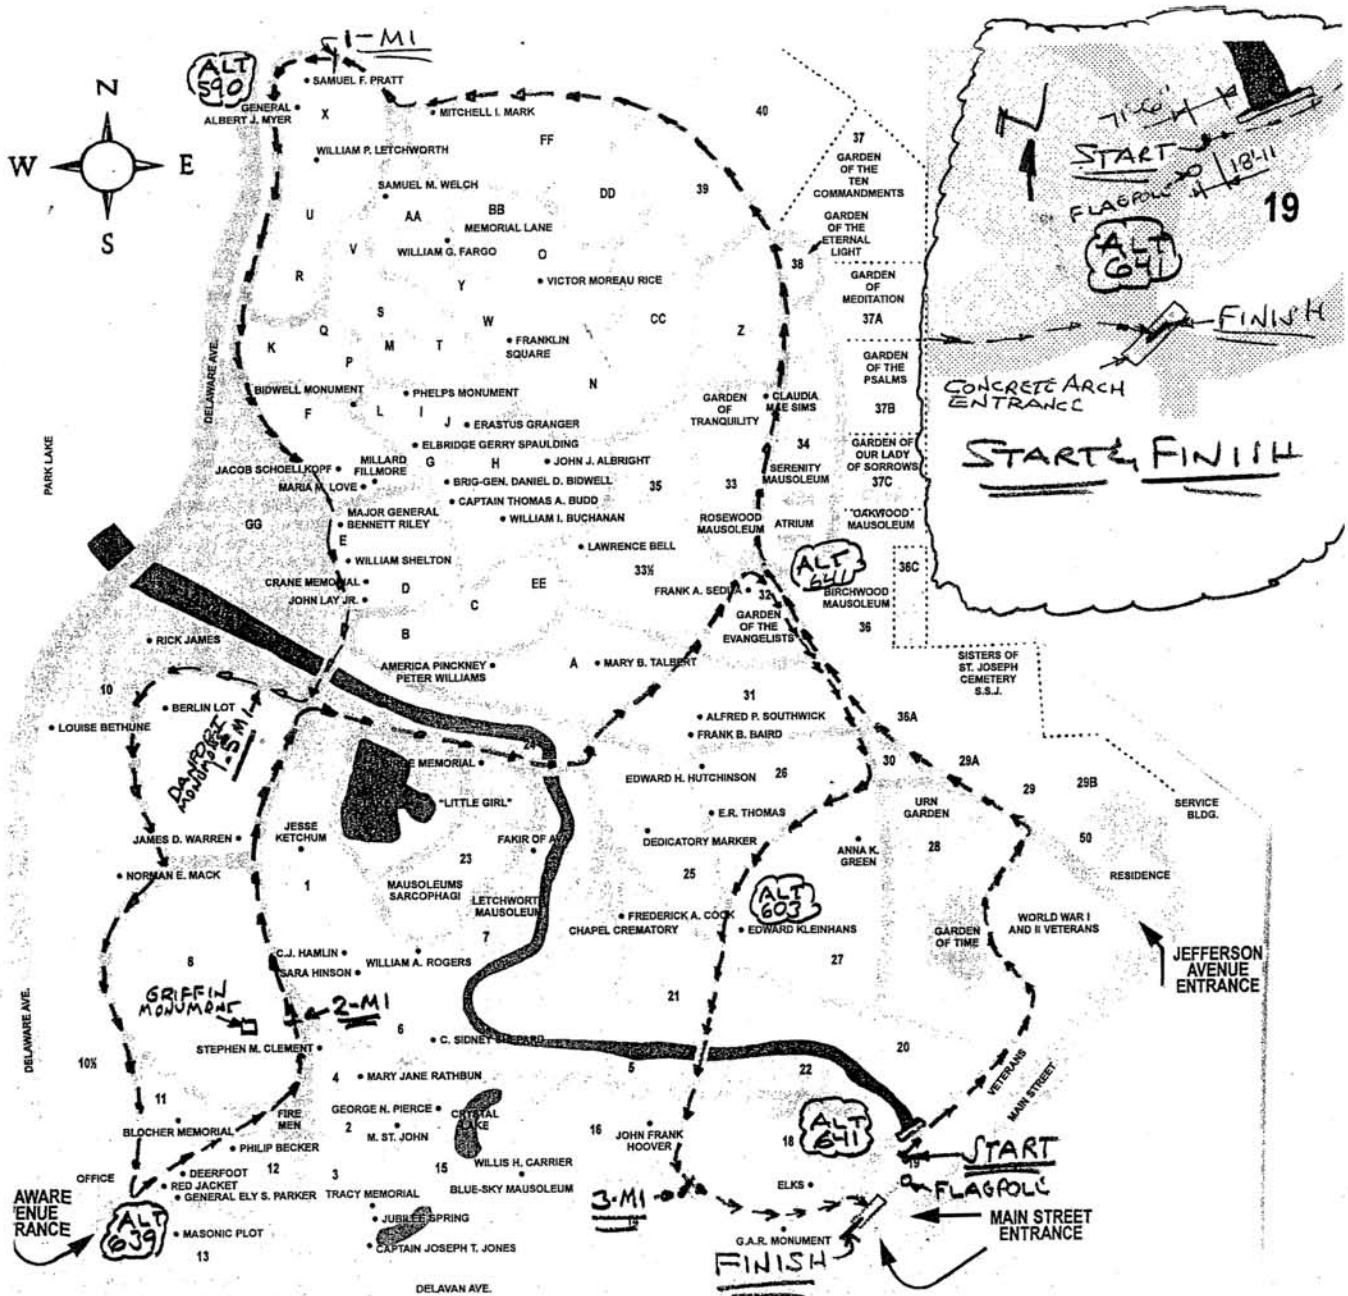 1-MI
ALT
590
SAMUEL F. PRATT
GENERAL
ALBERT J. MYER
X
MITCHELL I. MARK
FF
40
N
W
E
S
WILLIAM P. LETCHWORTH
SAMUEL M. WELCH
DD
39
U
AA
BB
MEMORIAL LANE
V
WILLIAM G. FARGO
O
R
Y
VICTOR MOREAU RICE
S
W
CC
Z
Q
K
M
T
FRANKLIN
SQUARE
P
BIDWELL MONUMENT
PHELPS MONUMENT
N
F
L
I
J
ERASTUS GRANGER
ELBRIDGE GERRY SPAULDING
MILLARD
FILLMORE
G
H
JOHN J. ALBRIGHT
JACOB SCHOELLKOPF
MARIA M. LOVE
BRIG-GEN. DANIEL D. BIDWELL
35
CAPTAIN THOMAS A. BUDD
MAJOR GENERAL
BENNETT RILEY
WILLIAM I. BUCHANAN
GG
E
LAWRENCE BELL
WILLIAM SHELTON
33½
CRANE MEMORIAL
D
EE
JOHN LAY JR.
C
B
DELAWARE AVE.
PARK LAKE
37
GARDEN
OF THE
TEN
COMMANDMENTS
GARDEN
OF THE
ETERNAL
LIGHT
38
GARDEN
OF
MEDITATION
37A
GARDEN
OF THE
PSALMS
37B
CLAUDIA
MAE SIMS
GARDEN
OF
TRANQUILITY
34
GARDEN OF
OUR LADY
OF SORROWS
37C
SERENITY
MAUSOLEUM
33
ROSEWOOD
MAUSOLEUM
ATRIUM
OAKWOOD
MAUSOLEUM
ALT
641
36C
FRANK A. SEDITA
32
BIRCHWOOD
MAUSOLEUM
GARDEN
OF THE
EVANGELISTS
36
N
71'-6"
START
FLAGPOLE
18'-11
19
ALT
641
FINISH
CONCRETE ARCH
ENTRANCE
START & FINISH
RICK JAMES
AMERICA PINCKNEY
PETER WILLIAMS
A
MARY B. TALBERT
SISTERS OF
ST. JOSEPH
CEMETERY
S.S.J.
10
BERLIN LOT
31
LOUISE BETHUNE
ALFRED P. SOUTHWICK
36A
DANFORTH
MONUMENT
1.5 MI
FRANK B. BAIRD
24
EDWARD H. HUTCHINSON
26
30
29A
29
29B
"LITTLE GIRL"
URN
GARDEN
SERVICE
BLDG.
JAMES D. WARREN
JESSE
KETCHUM
FAKIR OF AVA
E.R. THOMAS
DEDICATORY MARKER
ANNA K.
GREEN
28
50
NORMAN E. MACK
1
23
MAUSOLEUMS
SARCOPHAGI
LETCHWORTH
MAUSOLEUM
25
ALT
603
RESIDENCE
FREDERICK A. COOK
CHAPEL CREMATORY
EDWARD KLEINHANS
GARDEN
OF TIME
WORLD WAR I
AND II VETERANS
7
C.J. HAMLIN
WILLIAM A. ROGERS
8
SARA HINSON
27
JEFFERSON
AVENUE
ENTRANCE
GRIFFIN
MONUMENT
2-MI
21
DELAWARE AVE.
STEPHEN M. CLEMENT
6
C. SIDNEY SHEPARD
20
10½
4
MARY JANE RATHBUN
5
22
VETERANS
MAIN STREET
11
FIRE
MEN
GEORGE N. PIERCE
CRYSTAL
LAKE
BLOCHER MEMORIAL
2
M. ST. JOHN
16
JOHN FRANK
HOOVER
18
ALT
641
PHILIP BECKER
START
OFFICE
DEERFOOT
12
3
15
WILLIS H. CARRIER
19
RED JACKET
GENERAL ELY S. PARKER
TRACY MEMORIAL
BLUE-SKY MAUSOLEUM
ELKS
FLAGPOLE
AWARE
ENUE
RANCE
ALT
639
3-MI
14
MASONIC PLOT
JUBILEE SPRING
MAIN STREET
ENTRANCE
13
CAPTAIN JOSEPH T. JONES
G.A.R. MONUMENT
FINISH
DELAVAN AVE.